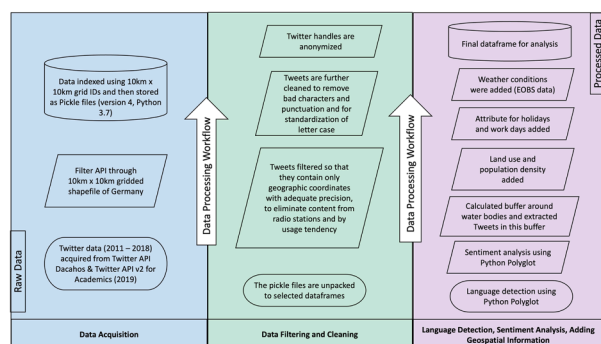 Raw Data
Data indexed using 10km x
10km grid IDs and then stored
as Pickle files (version 4, Python
3.7)
Filter API through
10km x 10km gridded
shapefile of Germany
Twitter data (2011 – 2018)
acquired from Twitter API
Dacahos & Twitter API v2 for
Academics (2019)
Data Acquisition
Data Processing Workflow
Twitter handles are
anonymized
Tweets are further
cleaned to remove
bad characters and
punctuation and for
standardization of
letter case
Tweets filtered so that
they contain only
geographic coordinates
with adequate precision,
to eliminate content from
radio stations and by
usage tendency
The pickle files are unpacked
to selected dataframes
Data Filtering and Cleaning
Data Processing Workflow
Final dataframe for analysis
Weather conditions
were added (EOBS data)
Attribute for holidays
and work days added
Land use and
population density
added
Calculated buffer around
water bodies and extracted
Tweets in this buffer
Sentiment analysis using
Python Polyglot
Language detection using
Python Polyglot
Language Detection, Sentiment Analysis, Adding
Geospatial Information
Processed Data